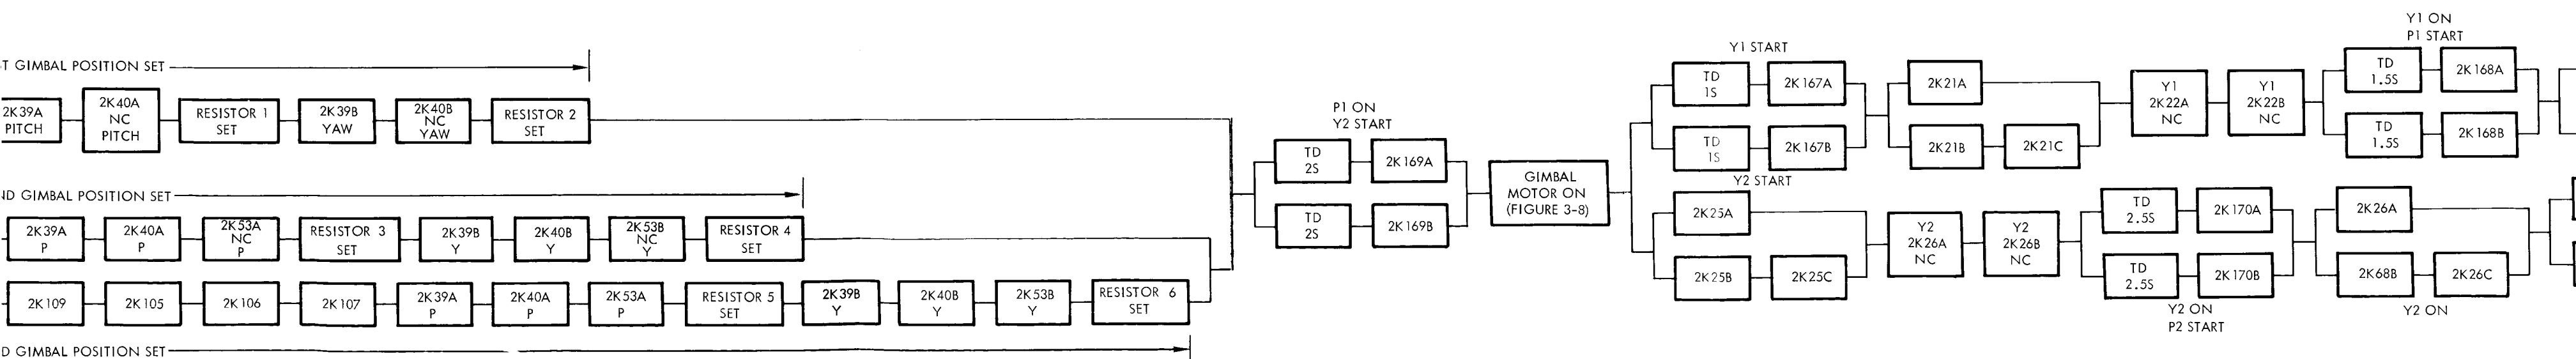 T GIMBAL POSITION SET
2K39A
PITCH
2K40A
NC
PITCH
RESISTOR 1
SET
2K39B
YAW
2K40B
NC
YAW
RESISTOR 2
SET
ND GIMBAL POSITION SET
2K39A
P
2K40A
P
2K53A
NC
P
RESISTOR 3
SET
2K39B
Y
2K40B
Y
2K53B
NC
Y
RESISTOR 4
SET
2K109
2K105
2K106
2K107
2K39A
P
2K40A
P
2K53A
P
RESISTOR 5
SET
2K39B
Y
2K40B
Y
2K53B
Y
RESISTOR 6
SET
D GIMBAL POSITION SET
P1 ON
Y2 START
TD
2S
2K169A
TD
2S
2K169B
GIMBAL
MOTOR ON
(FIGURE 3-8)
Y1 START
TD
1S
2K167A
TD
1S
2K167B
2K21A
2K21B
2K21C
Y1
2K22A
NC
Y1
2K22B
NC
Y1 ON
P1 START
TD
1.5S
2K168A
TD
1.5S
2K168B
Y2 START
2K25A
2K25B
2K25C
Y2
2K26A
NC
Y2
2K26B
NC
TD
2.5S
2K170A
TD
2.5S
2K170B
Y2 ON
P2 START
2K26A
2K68B
2K26C
Y2 ON